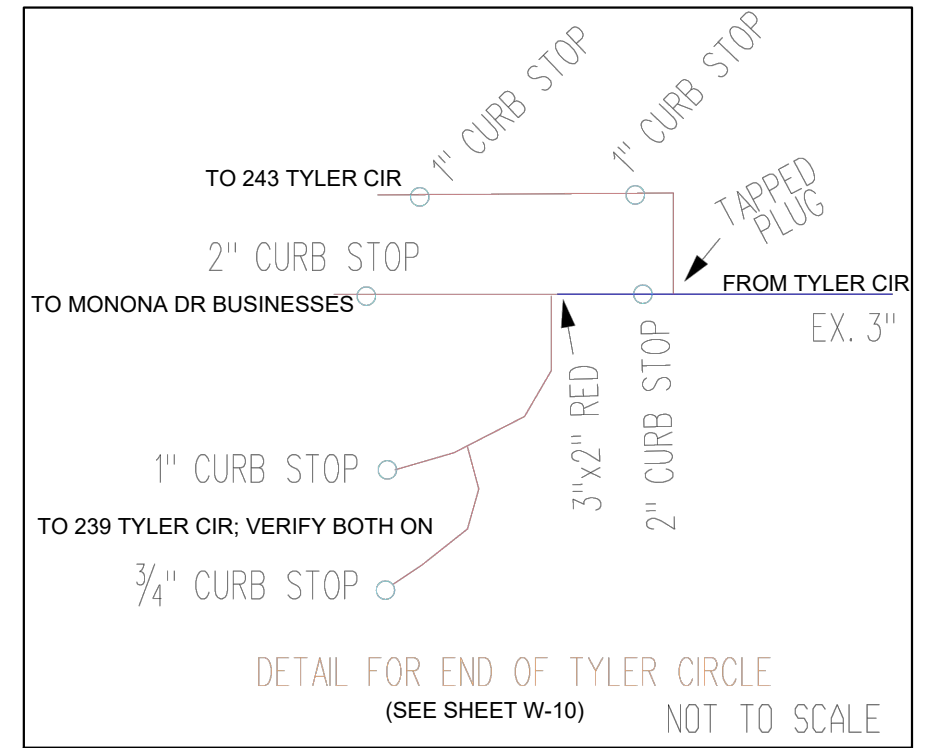 1" CURB STOP
1" CURB STOP
TO 243 TYLER CIR
TAPPED
PLUG
2" CURB STOP
FROM TYLER CIR
TO MONONA DR BUSINESSES
EX. 3"
3"x2" RED
2" CURB STOP
1" CURB STOP
TO 239 TYLER CIR; VERIFY BOTH ON
3/4" CURB STOP
DETAIL FOR END OF TYLER CIRCLE
(SEE SHEET W-10)
NOT TO SCALE